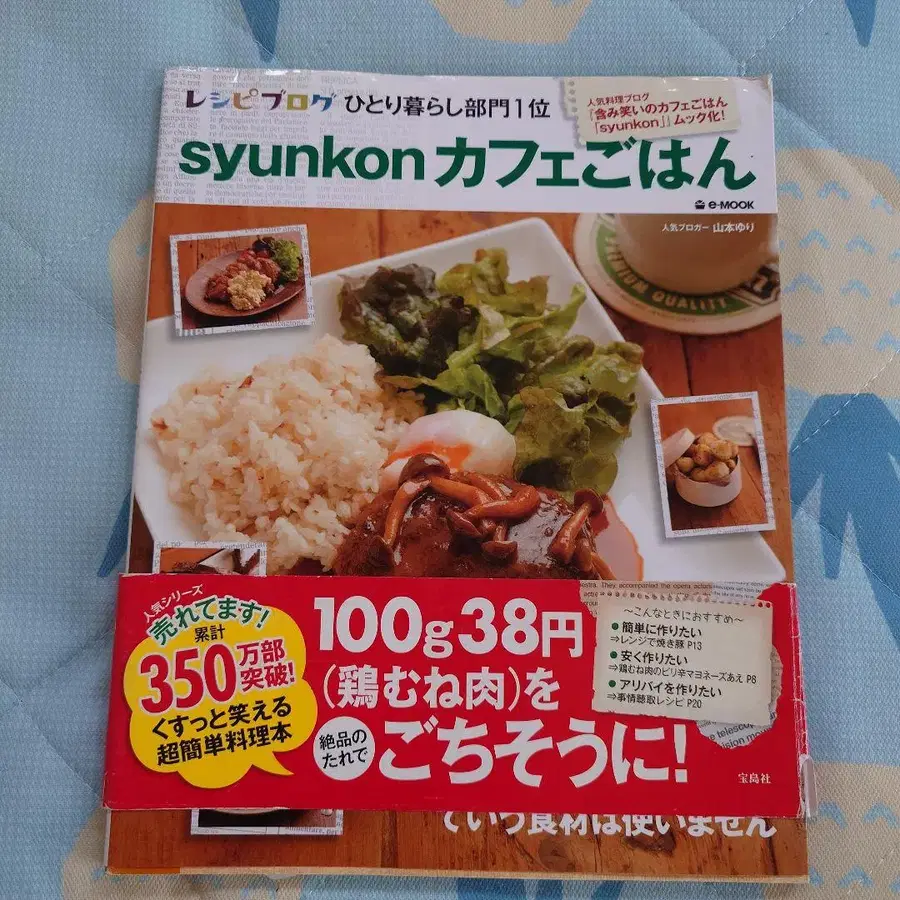 レシピブログ ひとり暮らし部門1位
人気料理ブログ
『含み笑いのカフェごはん
「syunkon」』ムック化!
syunkon カフェごはん
e-MOOK
人気ブロガー 山本ゆり
QUALITY
人気シリーズ
売れてます!
累計
350万部突破!
くすっと笑える
超簡単料理本
100g38円
(鶏むね肉)を
絶品のたれで
ごちそうに!
〜こんなときにおすすめ〜
● 簡単に作りたい
⇒レンジで焼き豚 P13
● 安く作りたい
⇒鶏むね肉のピリ辛マヨネーズあえ P8
● アリバイを作りたい
⇒事情聴取レシピ P20
宝島社
ていう食材は使いません